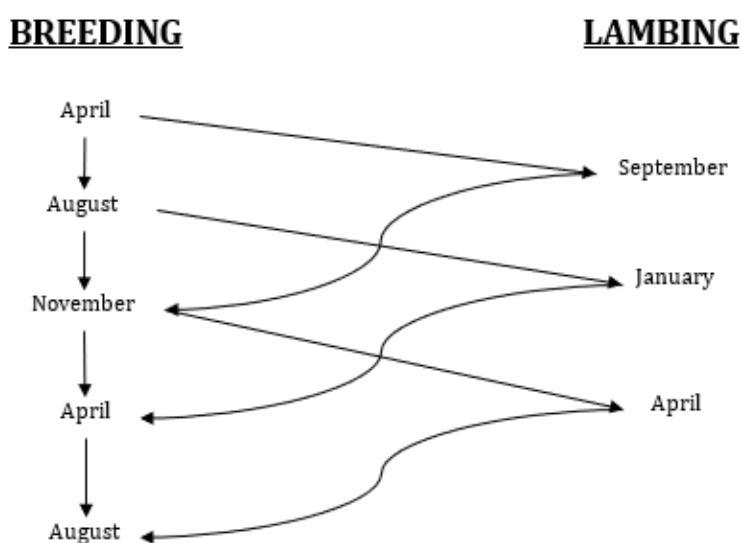 BREEDING LAMBING
April
September
August
January
November
April
April
August